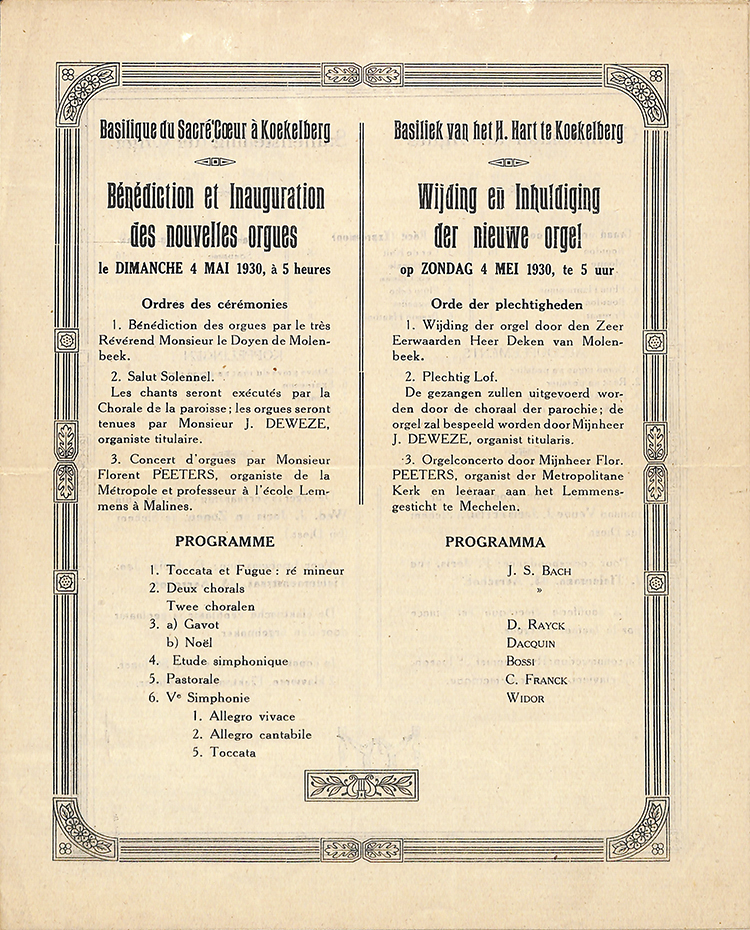 Basilique du Sacré-Cœur à Koekelberg
Bénédiction et Inauguration
des nouvelles orgues
le DIMANCHE 4 MAI 1930, à 5 heures
Ordres des cérémonies
1. Bénédiction des orgues par le très
Révérend Monsieur le Doyen de Molen-
beek.
2. Salut Solennel.
Les chants seront exécutés par la
Chorale de la paroisse; les orgues seront
tenues par Monsieur J. DEWEZE,
organiste titulaire.
3. Concert d'orgues par Monsieur
Florent PEETERS, organiste de la
Métropole et professeur à l'école Lem-
mens à Malines.
Basiliek van het H. Hart te Koekelberg
Wijding en Inhuldiging
der nieuwe orgel
op ZONDAG 4 MEI 1930, te 5 uur
Orde der plechtigheden
1. Wijding der orgel door den Zeer
Eerwaarden Heer Deken van Molen-
beek.
2. Plechtig Lof.
De gezangen zullen uitgevoerd wor-
den door de choraal der parochie; de
orgel zal bespeeld worden door Mijnheer
J. DEWEZE, organist titularis.
3. Orgelconcerto door Mijnheer Flor.
PEETERS, organist der Metropolitane
Kerk en leeraar aan het Lemmens-
gesticht te Mechelen.
PROGRAMME PROGRAMMA
1. Toccata et Fugue : ré mineur J. S. BACH
2. Deux chorals »
Twee choralen
3. a) Gavot D. RAYCK
b) Noël DACQUIN
4. Etude simphonique BOSSI
5. Pastorale C. FRANCK
6. Ve Simphonie WIDOR
1. Allegro vivace
2. Allegro cantabile
5. Toccata